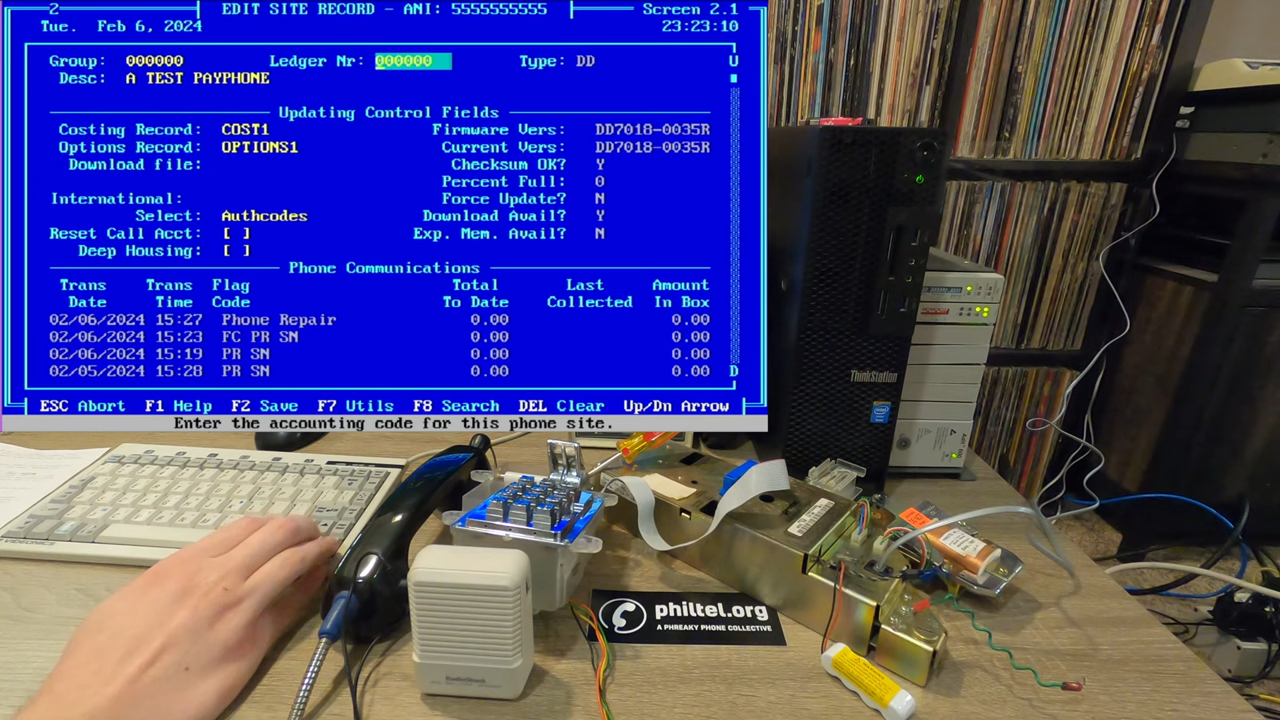 2 EDIT SITE RECORD - ANI: 5555555555 Screen 2.1
Tue. Feb 6, 2024 23:23:10
Group: 000000 Ledger Nr: 000000 Type: DD U
Desc: A TEST PAYPHONE
Updating Control Fields
Costing Record: COST1 Firmware Vers: DD7018-0035R
Options Record: OPTIONS1 Current Vers: DD7018-0035R
Download file: Checksum OK? Y
Percent Full: 0
International: Force Update? N
Select: Authcodes Download Avail? Y
Reset Call Acct: [ ] Exp. Mem. Avail? N
Deep Housing: [ ]
Phone Communications
Trans Trans Flag Total Last Amount
Date Time Code To Date Collected In Box
02/06/2024 15:27 Phone Repair 0.00 0.00
02/06/2024 15:23 FC PR SN 0.00 0.00
02/06/2024 15:19 PR SN 0.00 0.00
02/05/2024 15:28 PR SN 0.00 0.00 D
ESC Abort F1 Help F2 Save F7 Utils F8 Search DEL Clear Up/Dn Arrow
Enter the accounting code for this phone site.
ThinkStation
philtel.org
A PHREAKY PHONE COLLECTIVE
RadioShack